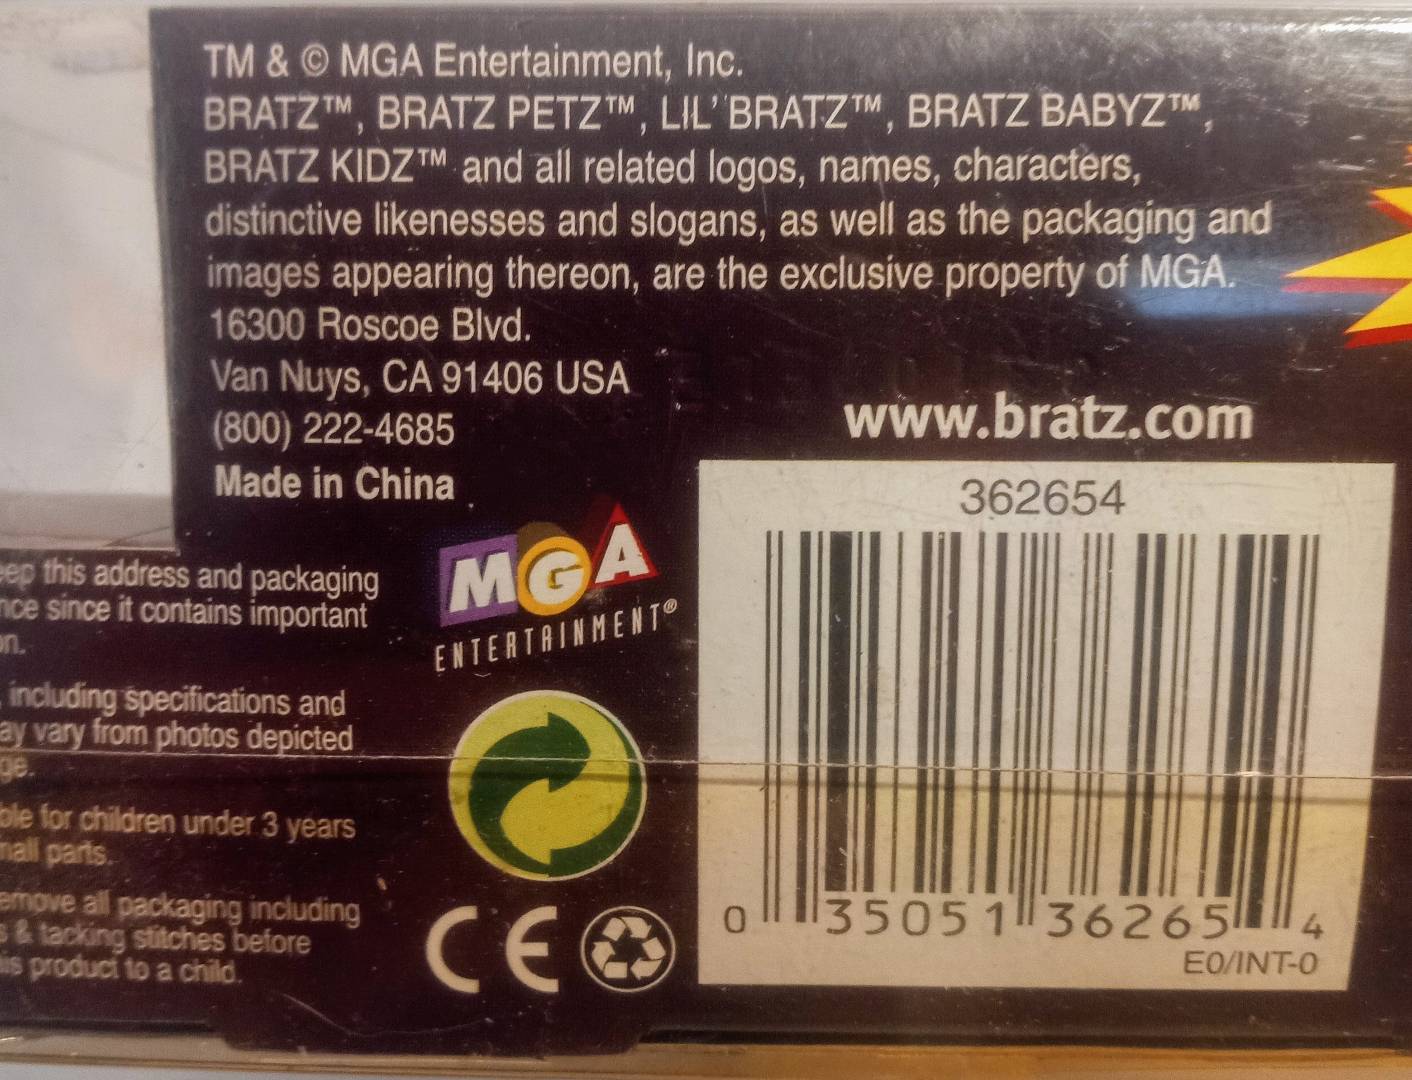 TM & © MGA Entertainment, Inc.
BRATZ™, BRATZ PETZ™, LIL' BRATZ™, BRATZ BABYZ™,
BRATZ KIDZ™ and all related logos, names, characters,
distinctive likenesses and slogans, as well as the packaging and
images appearing thereon, are the exclusive property of MGA.
16300 Roscoe Blvd.
Van Nuys, CA 91406 USA
(800) 222-4685
Made in China
www.bratz.com
362654
MGA
ENTERTAINMENT®
this address and packaging
since it contains important
including specifications and
vary from photos depicted
for children under 3 years
parts.
all packaging including
& tacking stitches before
product to a child.
CE
0 35051 36265 4
E0/INT-0